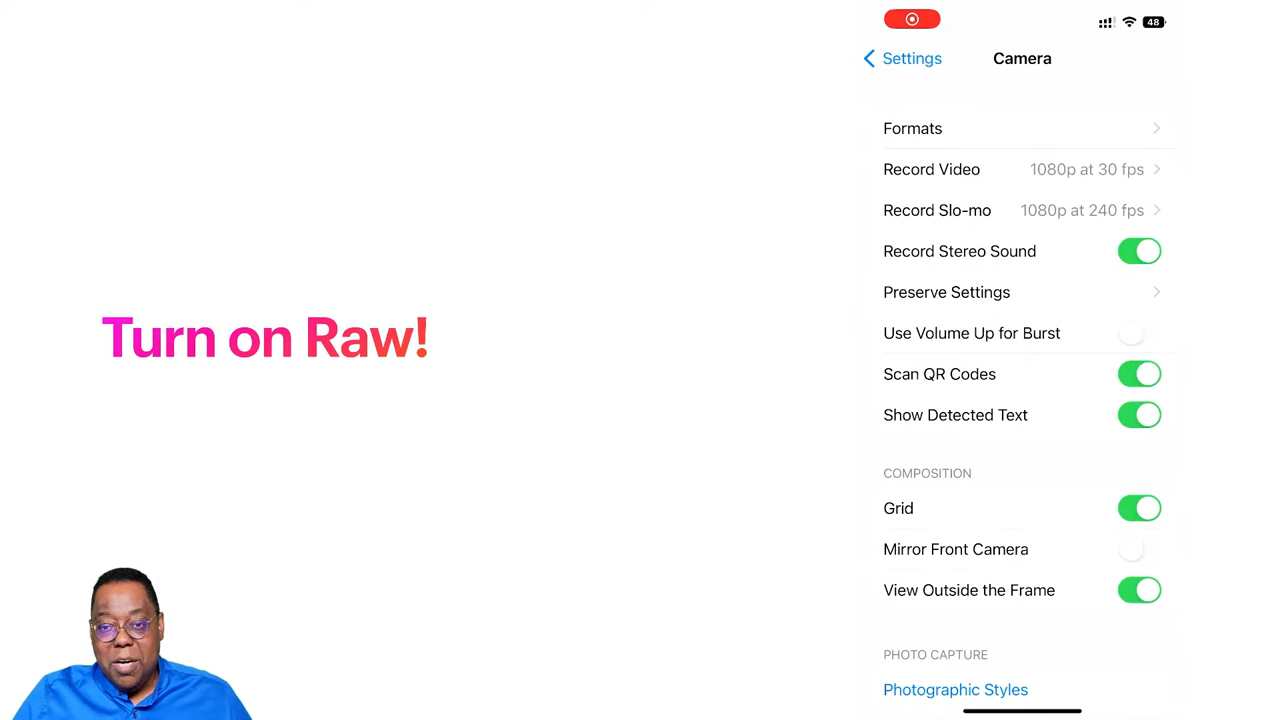 Turn on Raw!
48
Settings
Camera
Formats
Record Video 1080p at 30 fps
Record Slo-mo 1080p at 240 fps
Record Stereo Sound
Preserve Settings
Use Volume Up for Burst
Scan QR Codes
Show Detected Text
COMPOSITION
Grid
Mirror Front Camera
View Outside the Frame
PHOTO CAPTURE
Photographic Styles